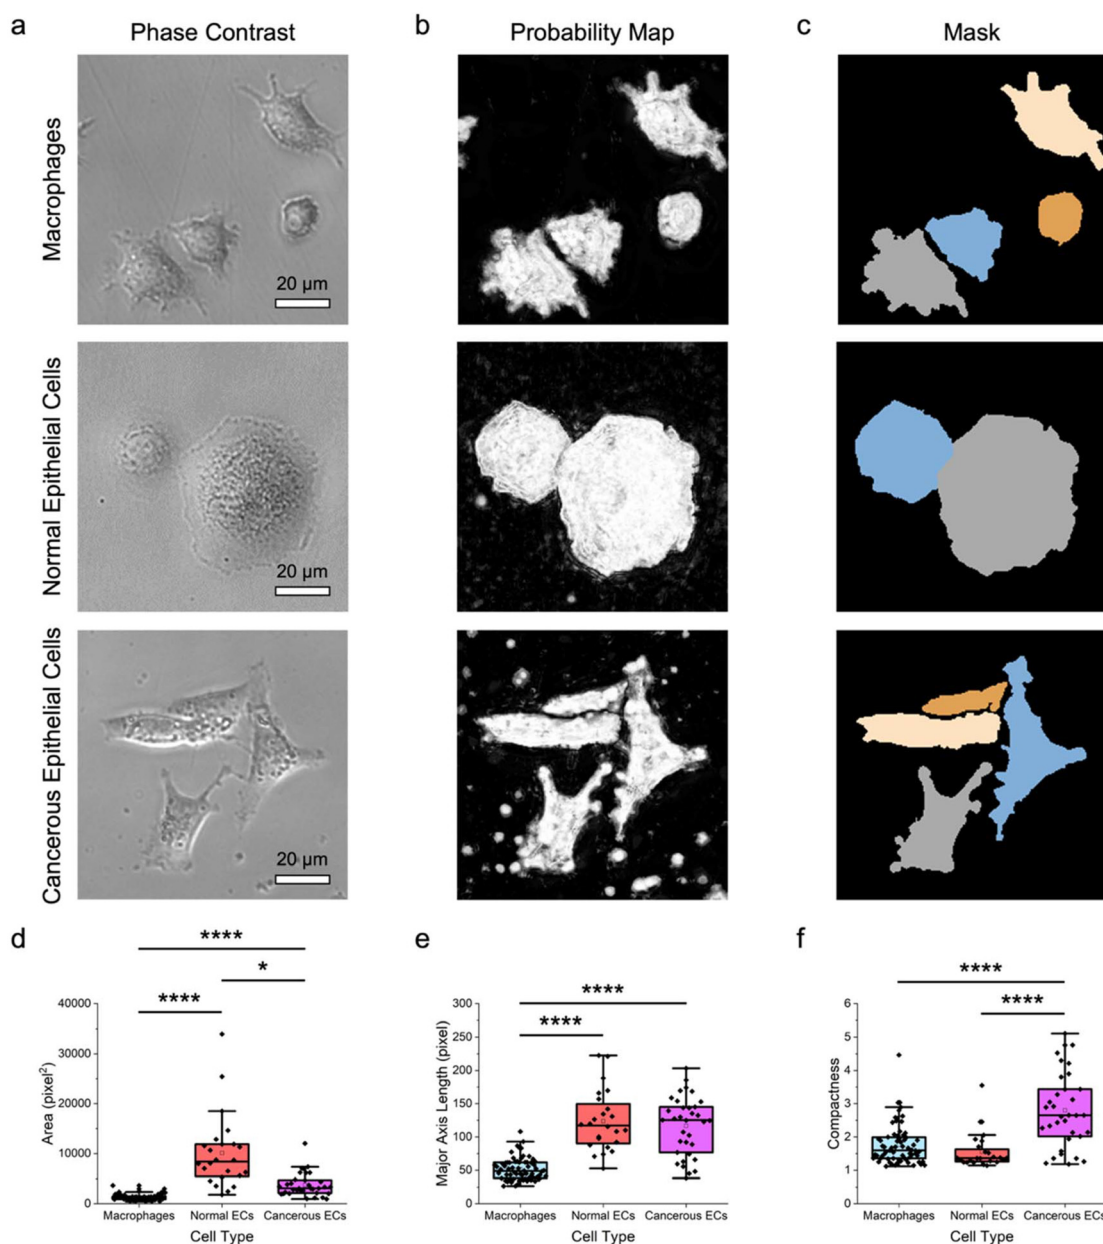 a
Phase Contrast
b
Probability Map
c
Mask
Macrophages
20 µm
Normal Epithelial Cells
20 µm
Cancerous Epithelial Cells
20 µm
d
****
*
****
Area (pixel²)
40000
30000
20000
10000
0
Macrophages
Normal ECs
Cancerous ECs
Cell Type
e
****
****
Major Axis Length (pixel)
300
250
200
150
100
50
0
Macrophages
Normal ECs
Cancerous ECs
Cell Type
f
****
****
Compactness
6
5
4
3
2
1
0
Macrophages
Normal ECs
Cancerous ECs
Cell Type